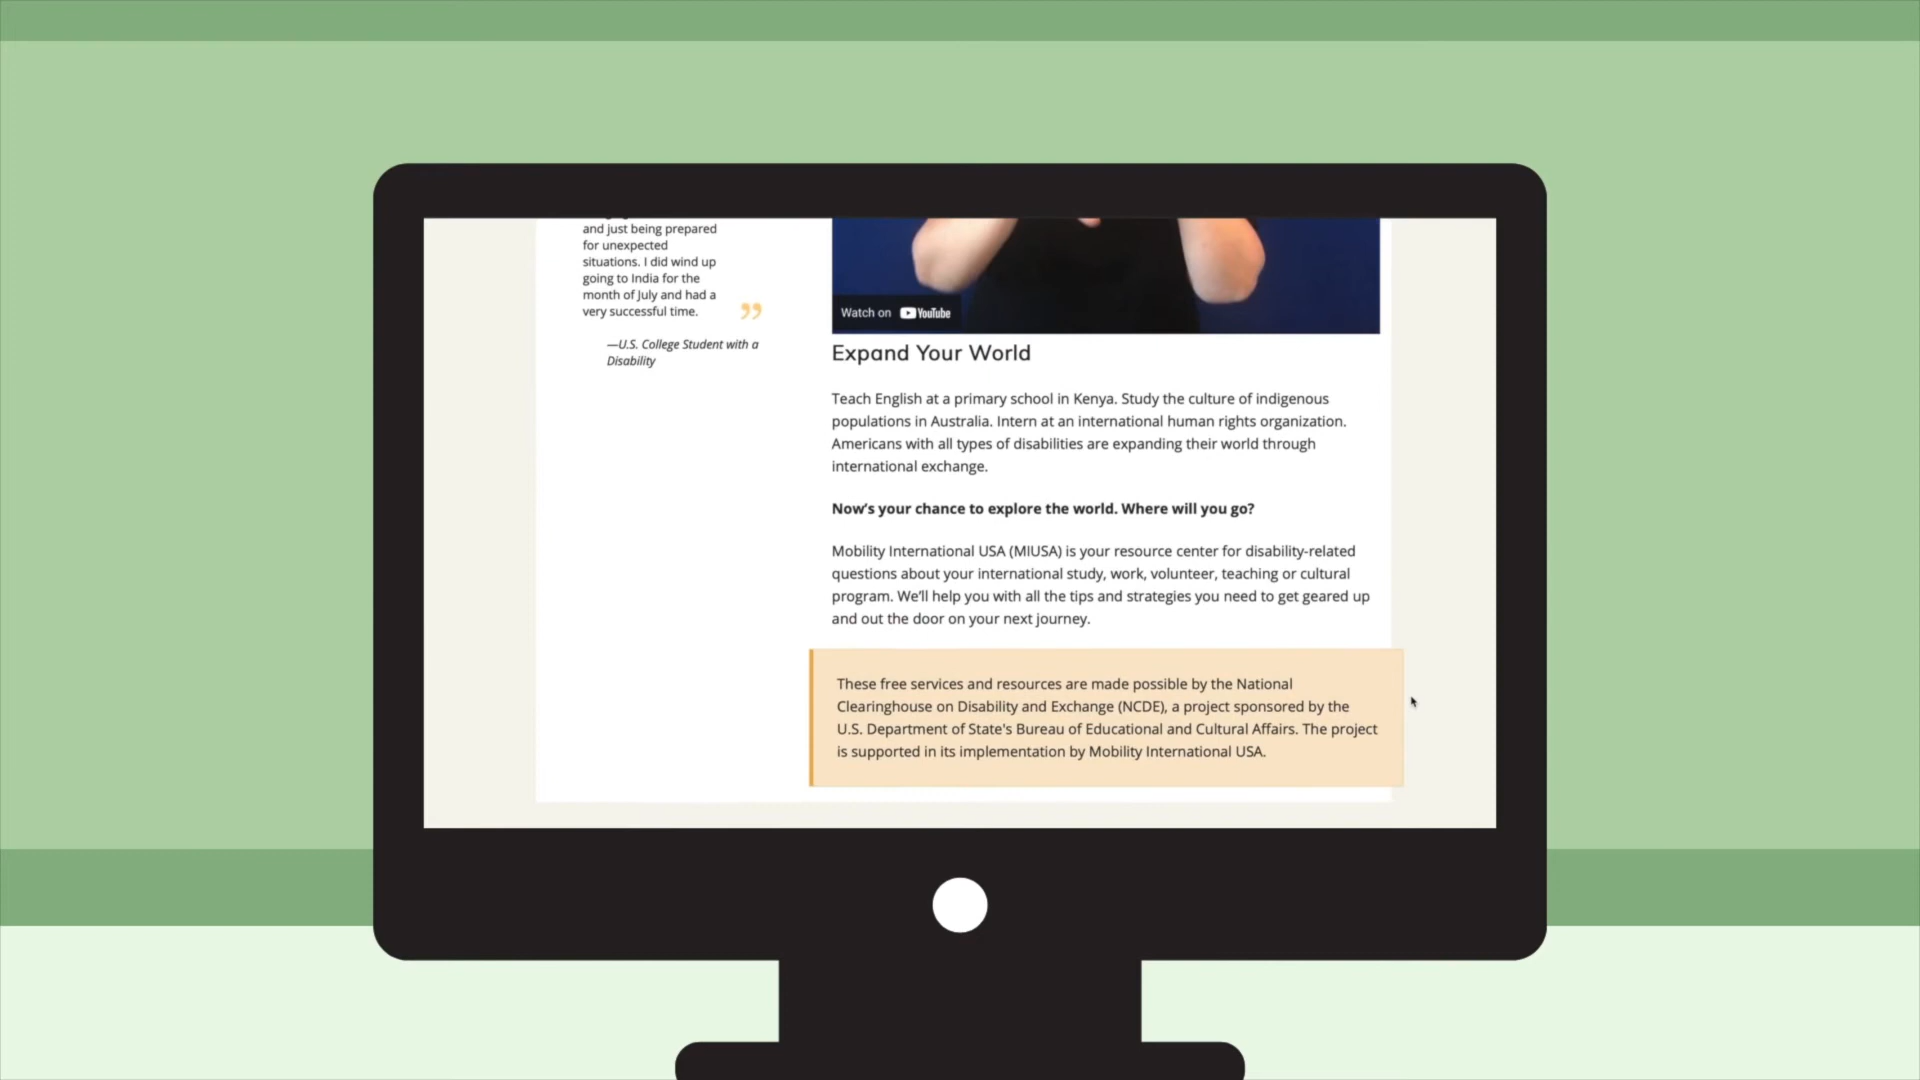 and just being prepared
for unexpected
situations. I did wind up
going to India for the
month of July and had a
very successful time. ”
—U.S. College Student with a
Disability
Watch on YouTube
Expand Your World
Teach English at a primary school in Kenya. Study the culture of indigenous
populations in Australia. Intern at an international human rights organization.
Americans with all types of disabilities are expanding their world through
international exchange.
Now’s your chance to explore the world. Where will you go?
Mobility International USA (MIUSA) is your resource center for disability-related
questions about your international study, work, volunteer, teaching or cultural
program. We’ll help you with all the tips and strategies you need to get geared up
and out the door on your next journey.
These free services and resources are made possible by the National
Clearinghouse on Disability and Exchange (NCDE), a project sponsored by the
U.S. Department of State's Bureau of Educational and Cultural Affairs. The project
is supported in its implementation by Mobility International USA.